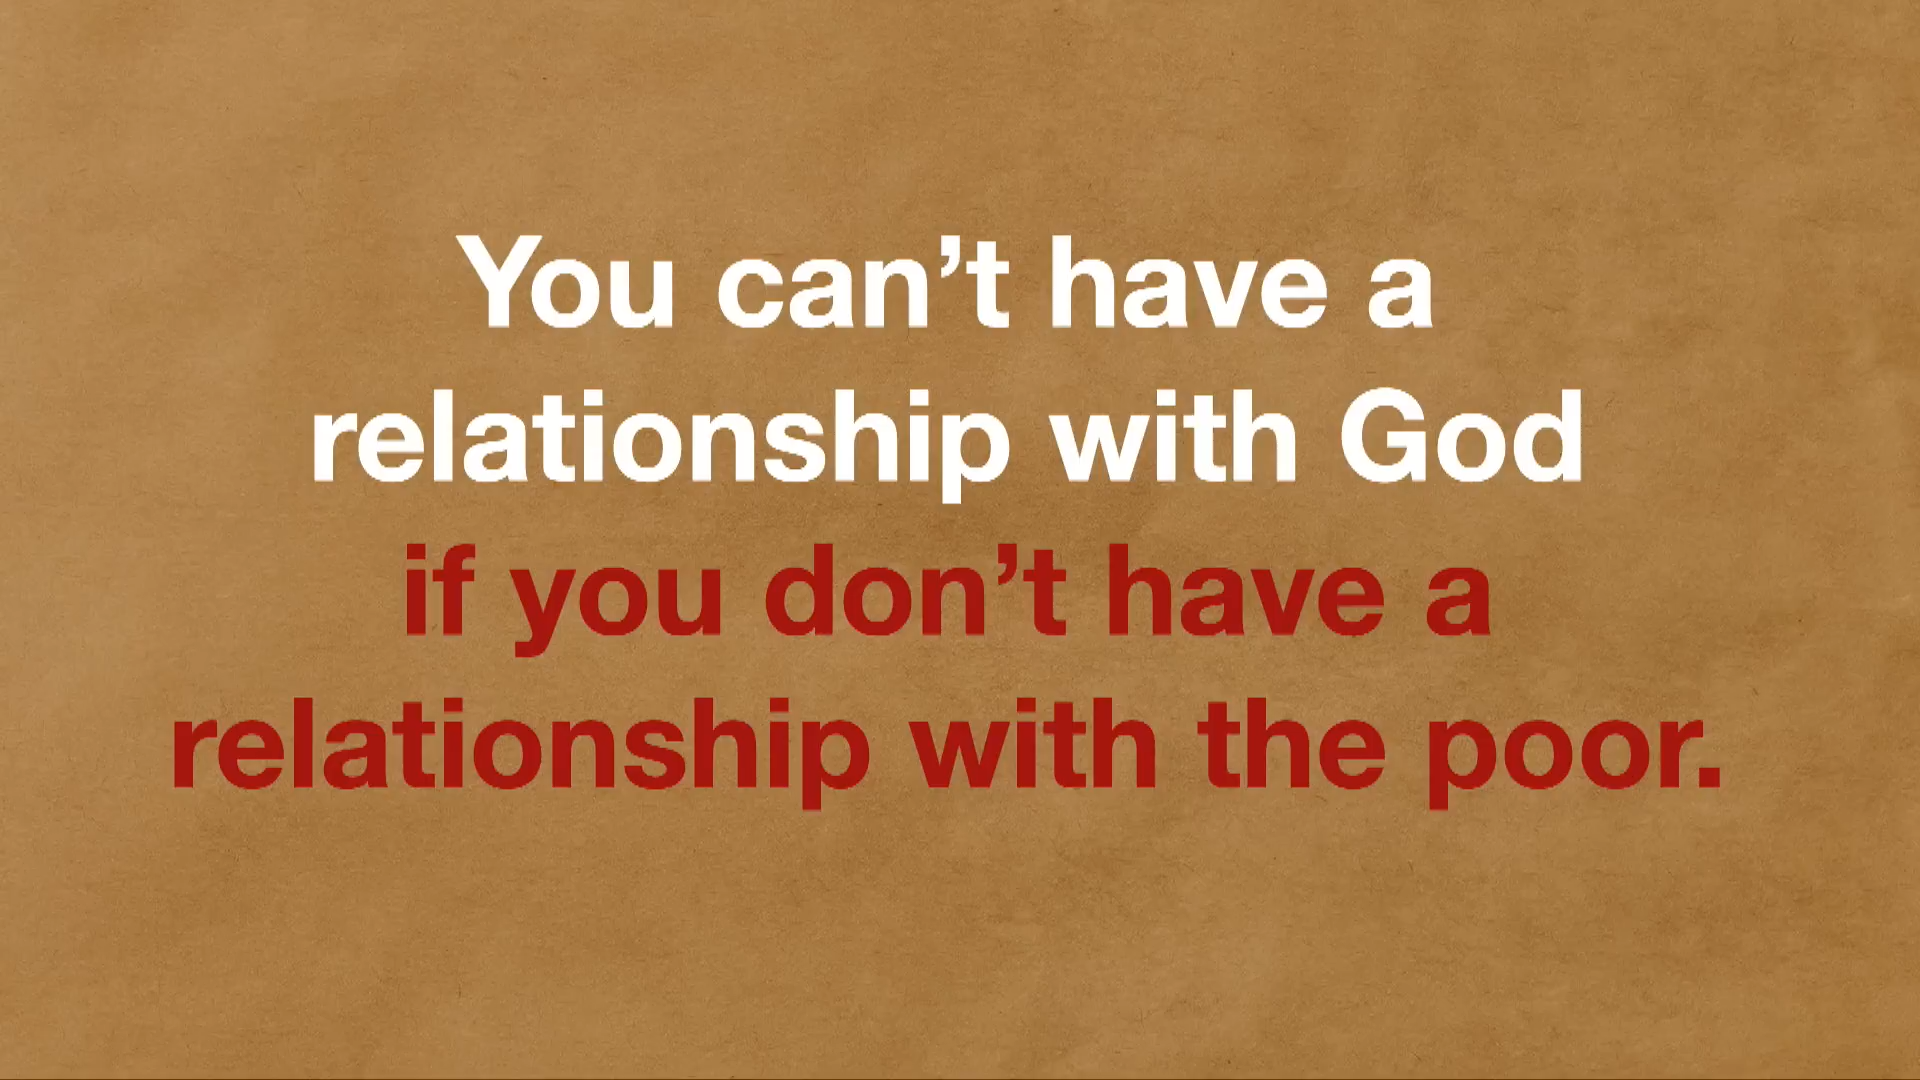 You can’t have a
relationship with God
if you don’t have a
relationship with the poor.